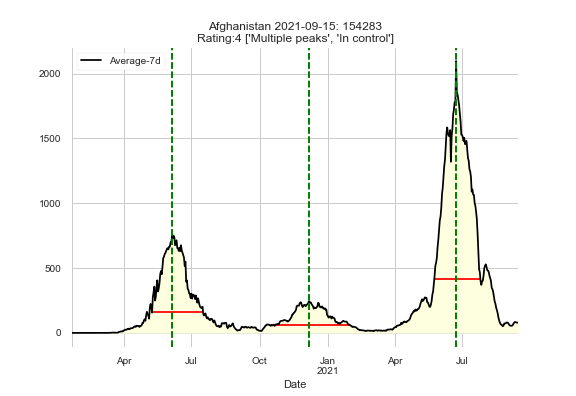 Afghanistan 2021-09-15: 154283
Rating:4 ['Multiple peaks', 'In control']
Average-7d
2000
1500
1000
500
0
Apr Jul Oct Jan Apr Jul
2021
Date